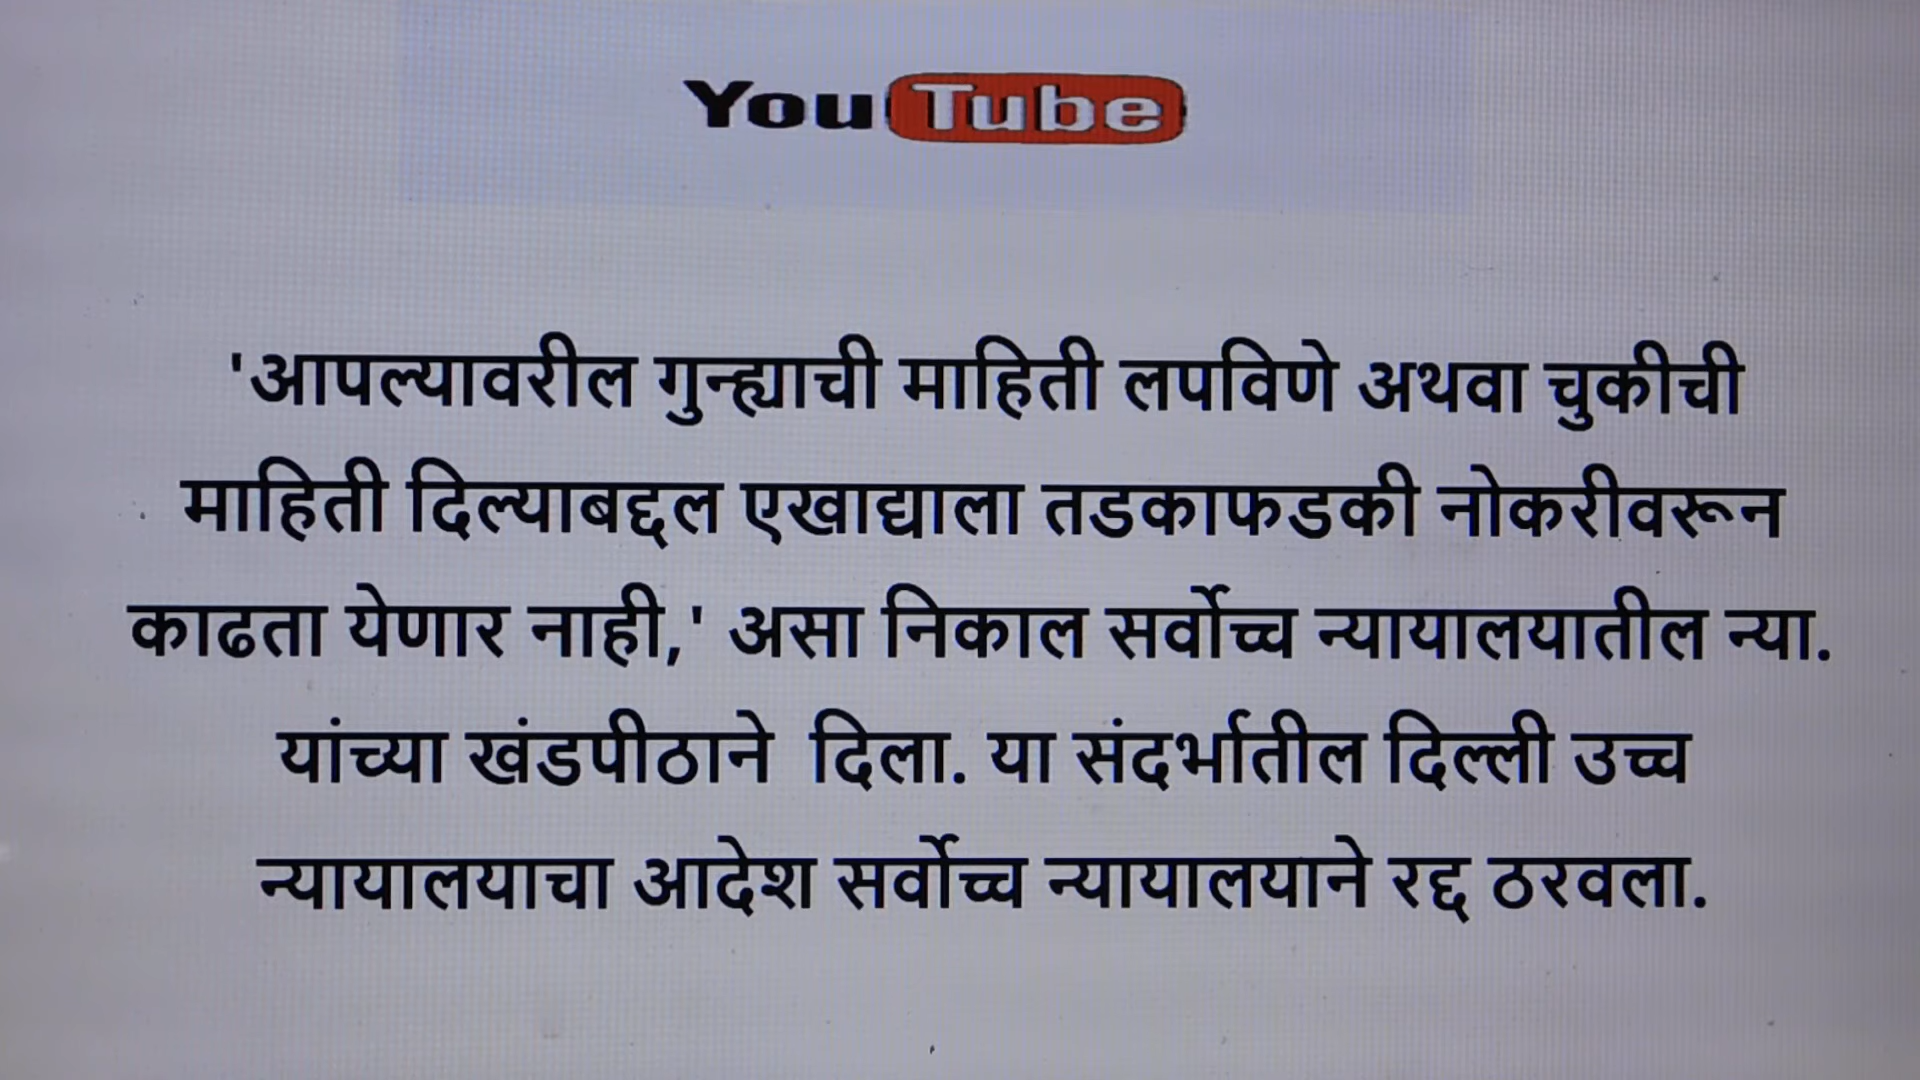 YouTube
'आपल्यावरील गुन्ह्याची माहिती लपविणे अथवा चुकीची
माहिती दिल्याबद्दल एखाद्याला तडकाफडकी नोकरीवरून
काढता येणार नाही,' असा निकाल सर्वोच्च न्यायालयातील न्या.
यांच्या खंडपीठाने  दिला. या संदर्भातील दिल्ली उच्च
न्यायालयाचा आदेश सर्वोच्च न्यायालयाने रद्द ठरवला.